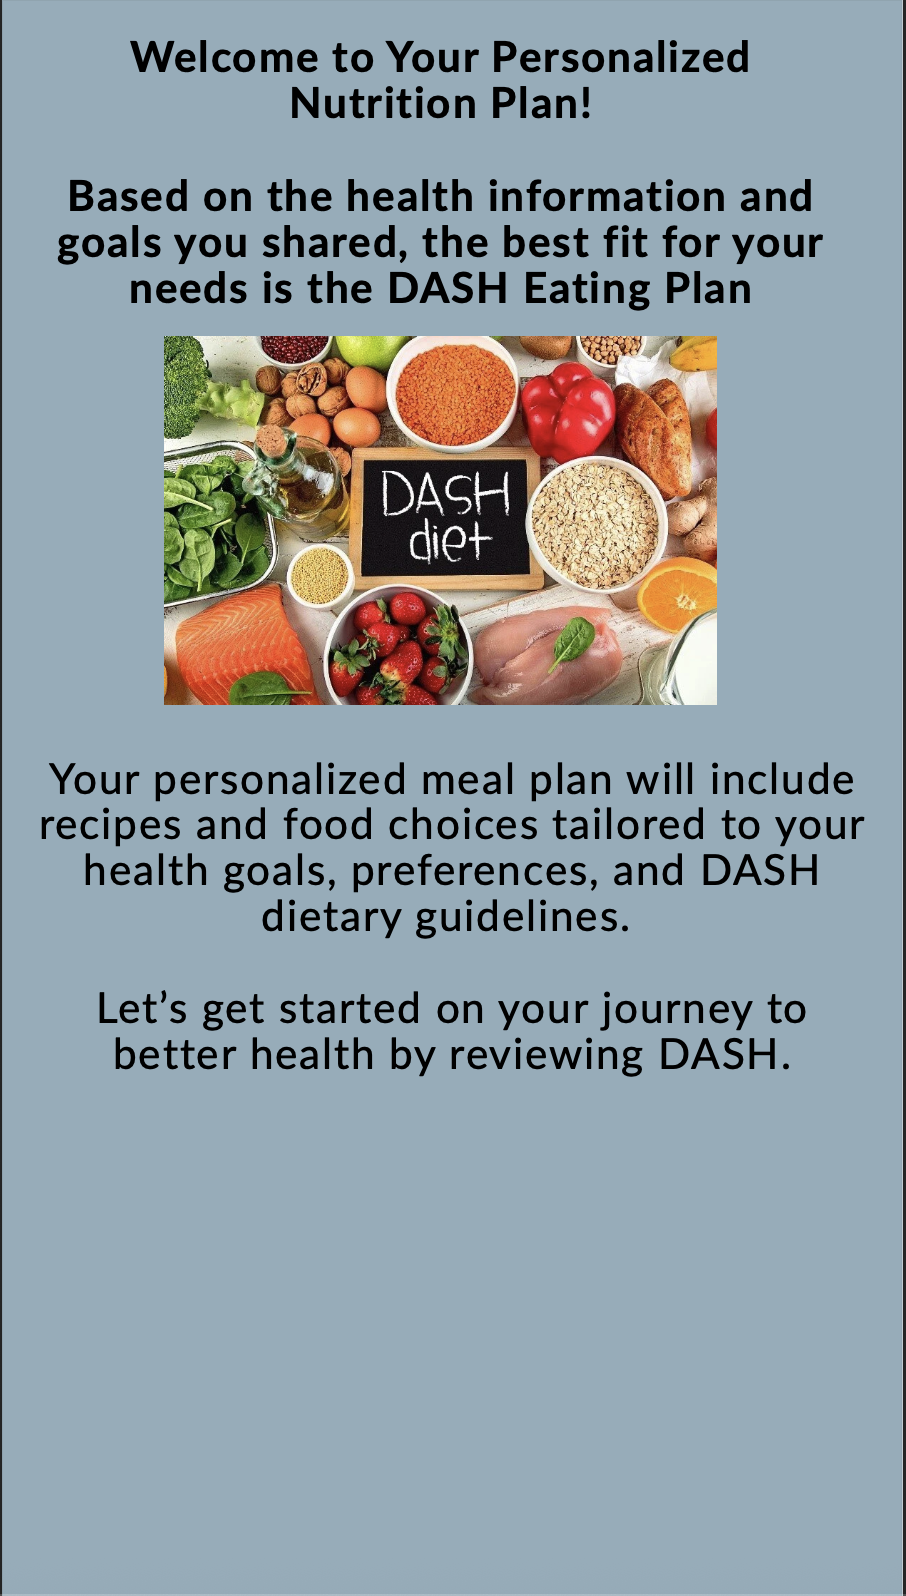 Welcome to Your Personalized
Nutrition Plan!
Based on the health information and
goals you shared, the best fit for your
needs is the DASH Eating Plan
DASH
diet
Your personalized meal plan will include
recipes and food choices tailored to your
health goals, preferences, and DASH
dietary guidelines.
Let’s get started on your journey to
better health by reviewing DASH.